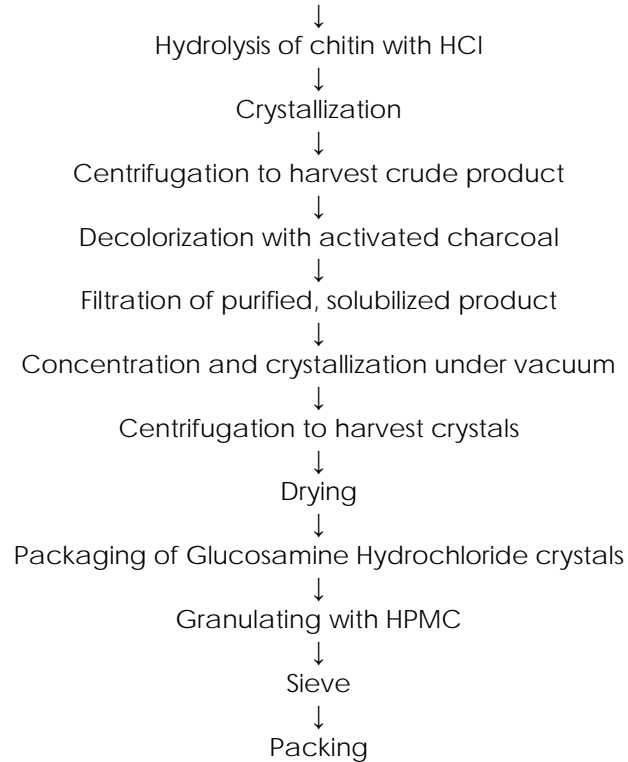 ↓
Hydrolysis of chitin with HCl
↓
Crystallization
↓
Centrifugation to harvest crude product
↓
Decolorization with activated charcoal
↓
Filtration of purified, solubilized product
↓
Concentration and crystallization under vacuum
↓
Centrifugation to harvest crystals
↓
Drying
↓
Packaging of Glucosamine Hydrochloride crystals
↓
Granulating with HPMC
↓
Sieve
↓
Packing